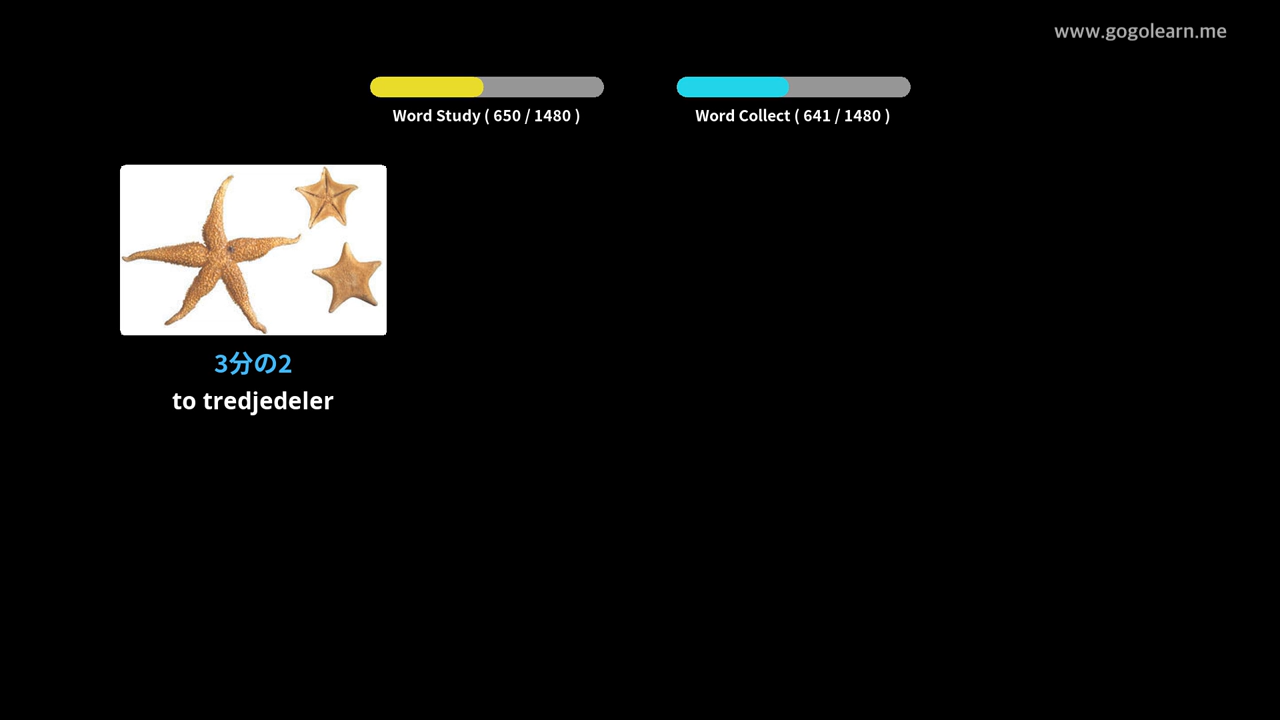 www.gogolearn.me
Word Study ( 650 / 1480 )
Word Collect ( 641 / 1480 )
3分の2
to tredjedeler